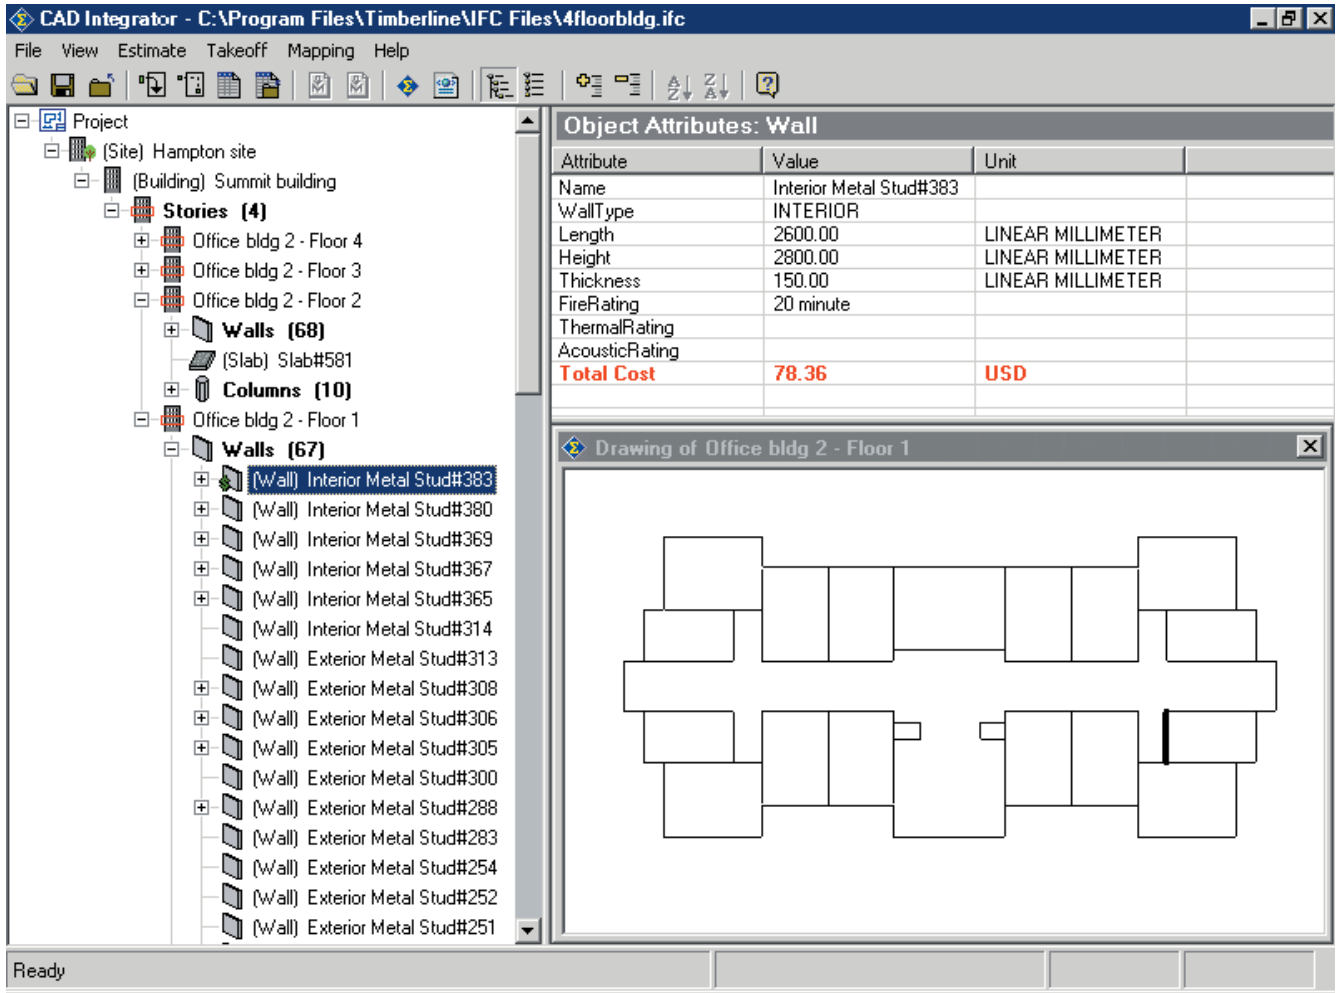 CAD Integrator - C:\Program Files\Timberline\IFC Files\4floorbldg.ifc
File View Estimate Takeoff Mapping Help
Project
(Site) Hampton site
(Building) Summit building
Stories (4)
Office bldg 2 - Floor 4
Office bldg 2 - Floor 3
Office bldg 2 - Floor 2
Walls (68)
(Slab) Slab#581
Columns (10)
Office bldg 2 - Floor 1
Walls (67)
(Wall) Interior Metal Stud#383
(Wall) Interior Metal Stud#380
(Wall) Interior Metal Stud#369
(Wall) Interior Metal Stud#367
(Wall) Interior Metal Stud#365
(Wall) Interior Metal Stud#314
(Wall) Exterior Metal Stud#313
(Wall) Exterior Metal Stud#308
(Wall) Exterior Metal Stud#306
(Wall) Exterior Metal Stud#305
(Wall) Exterior Metal Stud#300
(Wall) Exterior Metal Stud#288
(Wall) Exterior Metal Stud#283
(Wall) Exterior Metal Stud#254
(Wall) Exterior Metal Stud#252
(Wall) Exterior Metal Stud#251
Object Attributes: Wall
Attribute Value Unit
Name Interior Metal Stud#383
WallType INTERIOR
Length 2600.00 LINEAR MILLIMETER
Height 2800.00 LINEAR MILLIMETER
Thickness 150.00 LINEAR MILLIMETER
FireRating 20 minute
ThermalRating
AcousticRating
Total Cost 78.36 USD
Drawing of Office bldg 2 - Floor 1
Ready